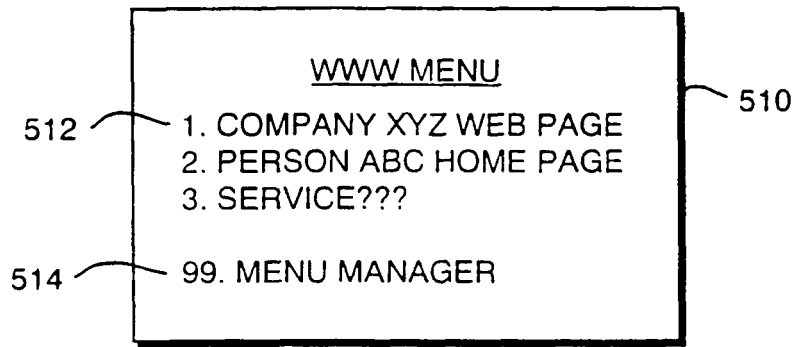 WWW MENU
510
512
1. COMPANY XYZ WEB PAGE
2. PERSON ABC HOME PAGE
3. SERVICE???
514
99. MENU MANAGER